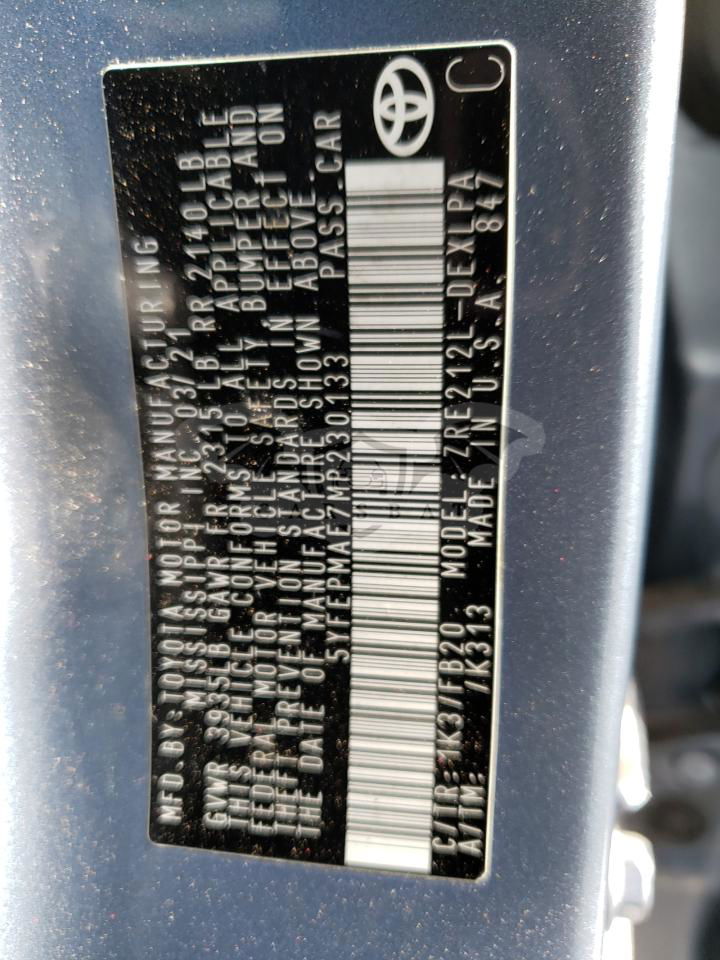 MFD.BY:TOYOTA MOTOR MANUFACTURING
MISSISSIPPI INC 03/21
GVWR 3935LB GAWR FR 2315LB RR 2140LB
THIS VEHICLE CONFORMS TO ALL APPLICABLE
FEDERAL MOTOR VEHICLE SAFETY BUMPER AND
THEFT PREVENTION STANDARDS IN EFFECT ON
THE DATE OF MANUFACTURE SHOWN ABOVE.
5YFEPMAE7MP230133 PASS.CAR
C/TR: 1K3/FB20 MODEL: ZRE212L-DEXLPA
A/TM: /K313 MADE IN U.S.A. 847
C